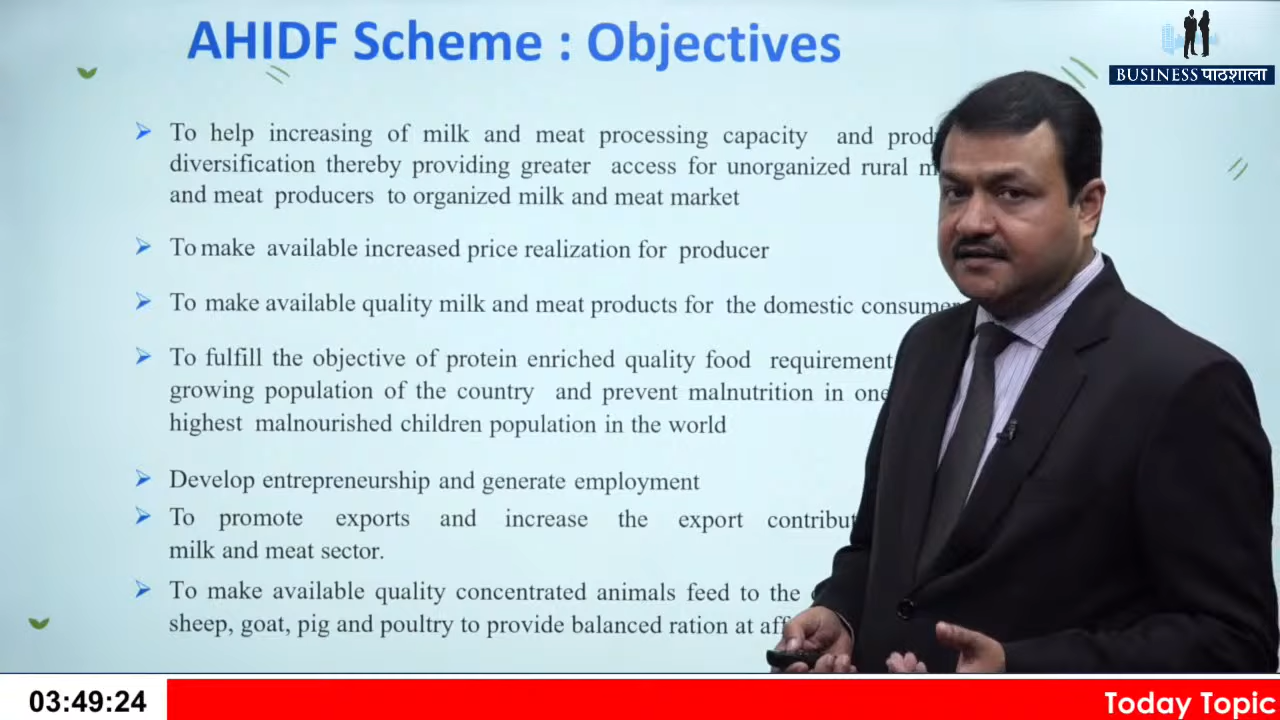 AHIDF Scheme : Objectives
BUSINESS पाठशाला
To help increasing of milk and meat processing capacity and
diversification thereby providing greater access for unorganized rural
and meat producers to organized milk and meat market
To make available increased price realization for producer
To make available quality milk and meat products for the domestic
To fulfill the objective of protein enriched quality food requirement
growing population of the country and prevent malnutrition in one
highest malnourished children population in the world
Develop entrepreneurship and generate employment
To promote exports and increase the export
milk and meat sector.
To make available quality concentrated animals feed to the
sheep, goat, pig and poultry to provide balanced ration at
03:49:24
Today Topic